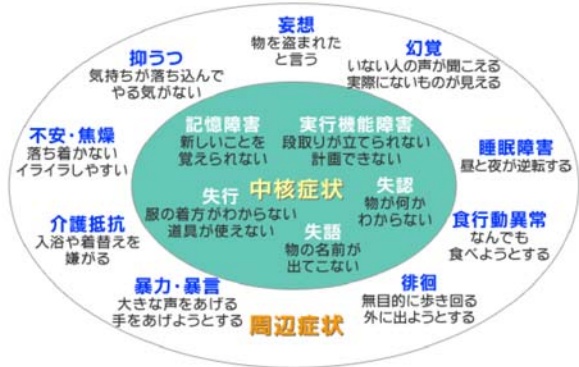 妄想
物を盗まれた
と言う
幻覚
いない人の声が聞こえる
実際にないものが見える
抑うつ
気持ちが落ち込んで
やる気がない
不安・焦燥
落ち着かない
イライラしやすい
睡眠障害
昼と夜が逆転する
介護抵抗
入浴や着替えを
嫌がる
食行動異常
なんでも
食べようとする
暴力・暴言
大きな声をあげる
手をあげようとする
徘徊
無目的に歩き回る
外に出ようとする
周辺症状
記憶障害
新しいことを
覚えられない
実行機能障害
段取りが立てられない
計画できない
中核症状
失行
服の着方がわからない
道具が使えない
失認
物が何か
わからない
失語
物の名前が
出てこない